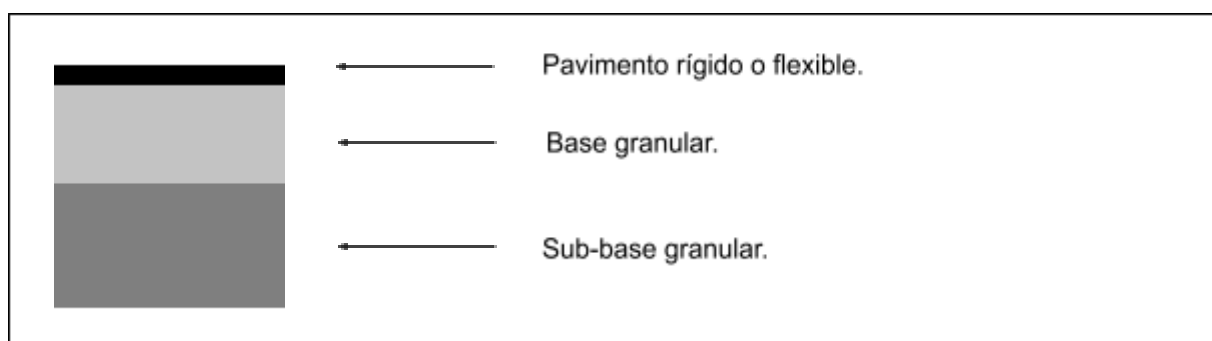 Pavimento rígido o flexible.
Base granular.
Sub-base granular.